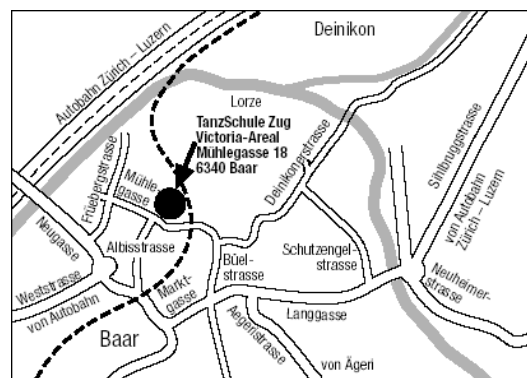 Deinikon
Autobahn Zürich – Luzern
Lorze
TanzSchule Zug
Victoria-Areal
Mühlegasse 18
6340 Baar
Deinikonerstrasse
Sihlbruggstrasse
von Autobahn
Zürich – Luzern
Früebergstrasse
Mühle-
gasse
Neugasse
Albisstrasse
Büel-
strasse
Schutzengel-
strasse
Neuheimer-
strasse
Weststrasse
von Autobahn
Markt-
gasse
Langgasse
Aegeristrasse
Baar
von Ägeri